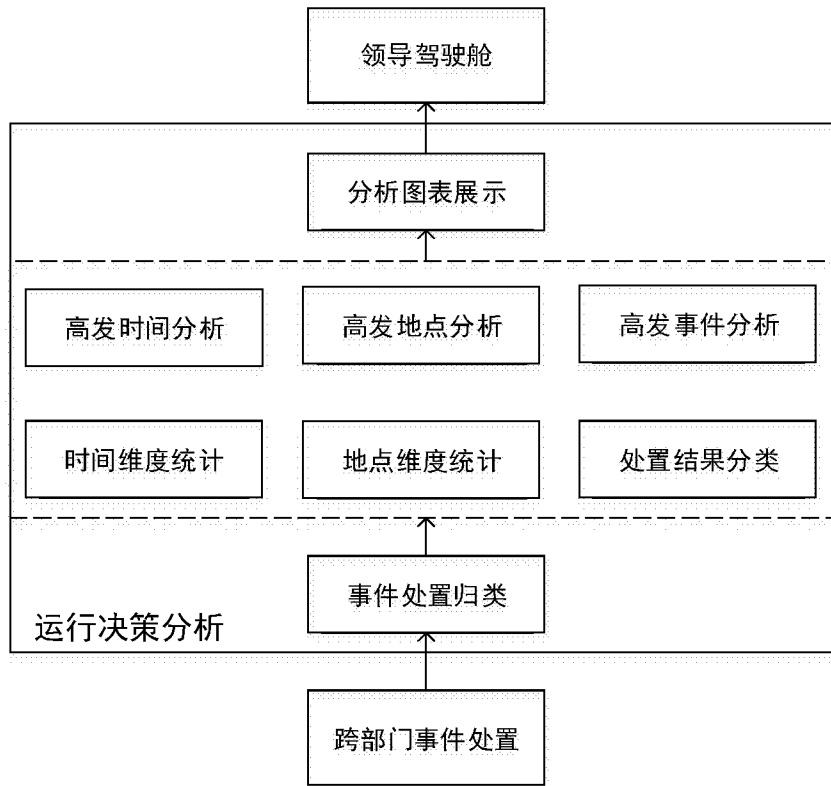 领导驾驶舱
分析图表展示
高发时间分析
高发地点分析
高发事件分析
时间维度统计
地点维度统计
处置结果分类
事件处置归类
运行决策分析
跨部门事件处置